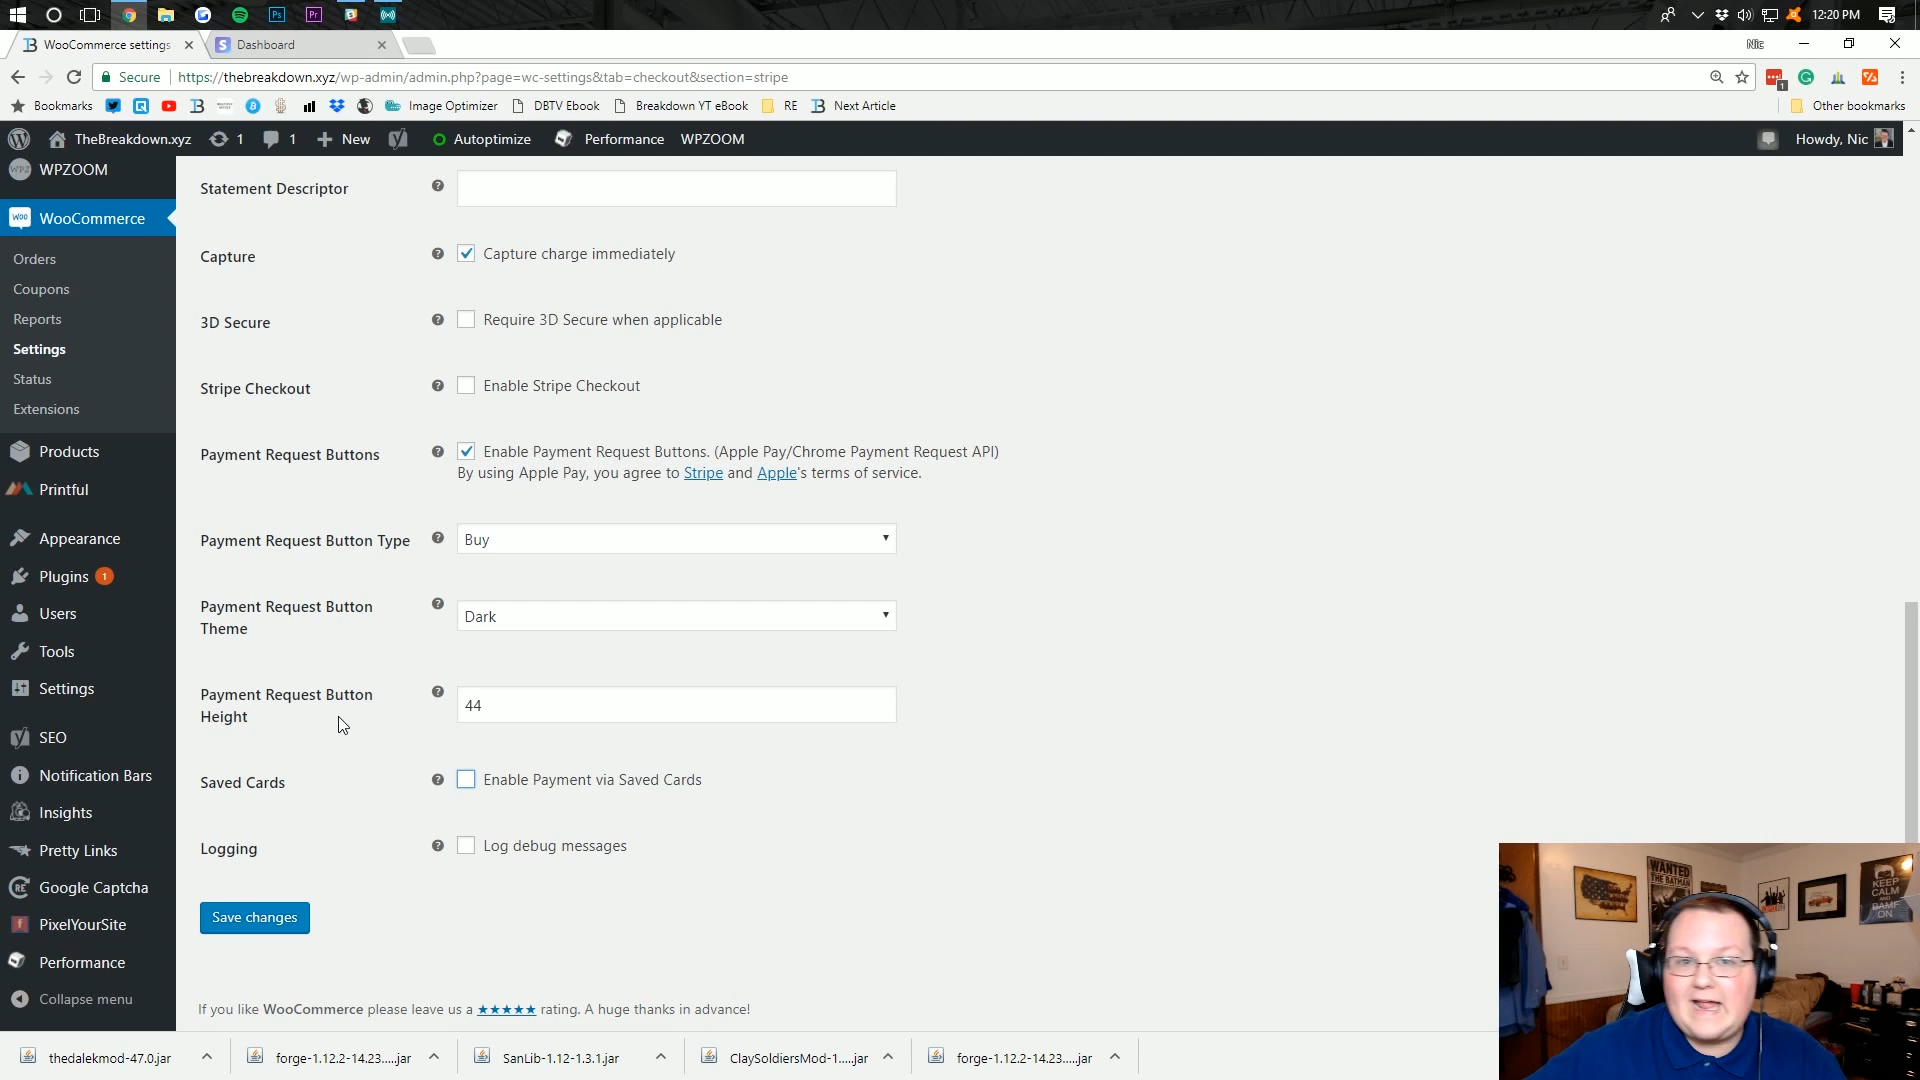 12:20 PM
WooCommerce settings
Dashboard
Nic
Secure
https://thebreakdown.xyz/wp-admin/admin.php?page=wc-settings&tab=checkout&section=stripe
Bookmarks
Image Optimizer
DBTV Ebook
Breakdown YT eBook
RE
Next Article
Other bookmarks
TheBreakdown.xyz
1
1
New
Autoptimize
Performance
WPZOOM
Howdy, Nic
WPZOOM
WooCommerce
Orders
Coupons
Reports
Settings
Status
Extensions
Products
Printful
Appearance
Plugins 1
Users
Tools
Settings
SEO
Notification Bars
Insights
Pretty Links
Google Captcha
PixelYourSite
Performance
Collapse menu
Statement Descriptor
Capture
Capture charge immediately
3D Secure
Require 3D Secure when applicable
Stripe Checkout
Enable Stripe Checkout
Payment Request Buttons
Enable Payment Request Buttons. (Apple Pay/Chrome Payment Request API)
By using Apple Pay, you agree to Stripe and Apple's terms of service.
Payment Request Button Type
Buy
Payment Request Button
Theme
Dark
Payment Request Button
Height
44
Saved Cards
Enable Payment via Saved Cards
Logging
Log debug messages
Save changes
If you like WooCommerce please leave us a ★★★★★ rating. A huge thanks in advance!
WANTED
THE BATMAN
KEEP
CALM
AND
BAMF
ON
thedalekmod-47.0.jar
forge-1.12.2-14.23.....jar
SanLib-1.12-1.3.1.jar
ClaySoldiersMod-1.....jar
forge-1.12.2-14.23.....jar